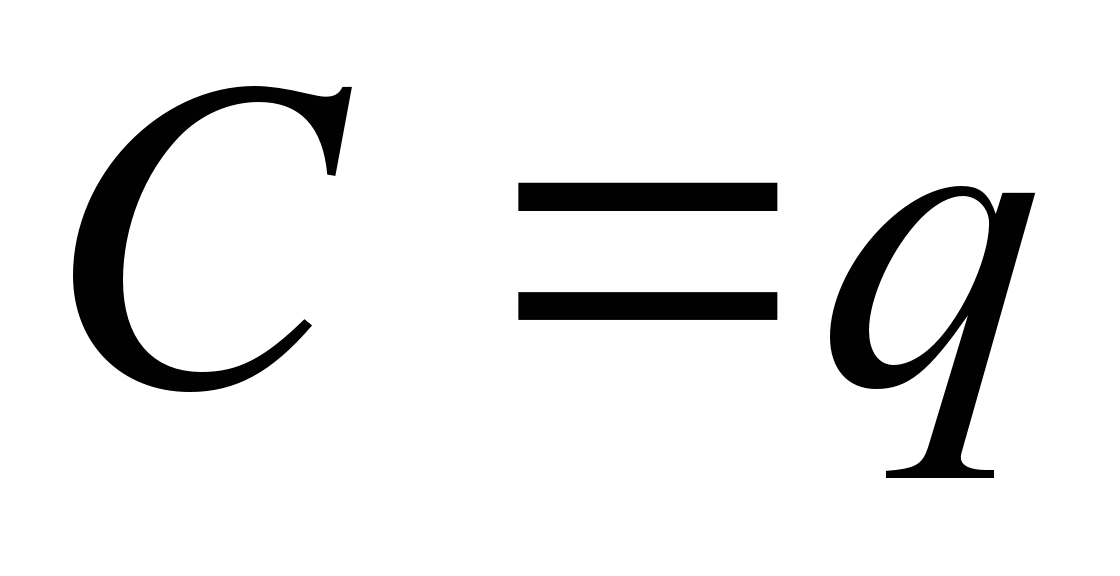 C = q